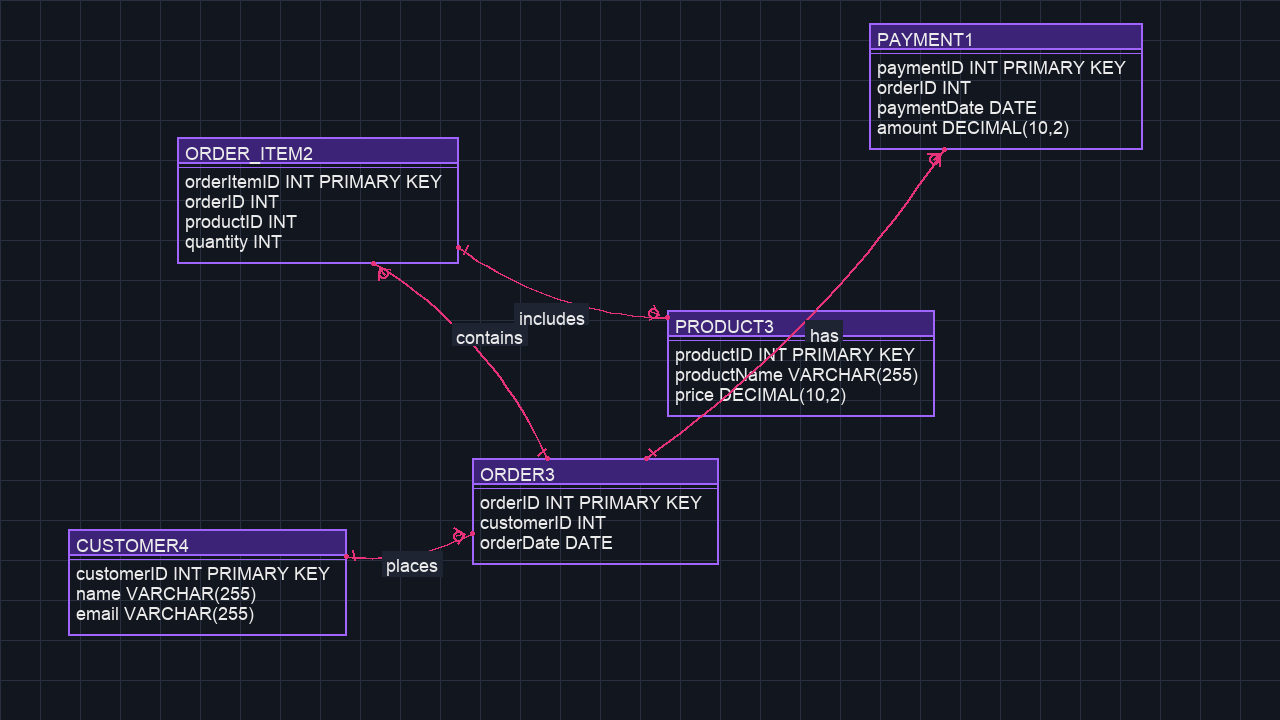 PAYMENT1
paymentID INT PRIMARY KEY
orderID INT
paymentDate DATE
amount DECIMAL(10,2)
ORDER_ITEM2
orderItemID INT PRIMARY KEY
orderID INT
productID INT
quantity INT
includes
contains
PRODUCT3
has
productID INT PRIMARY KEY
productName VARCHAR(255)
price DECIMAL(10,2)
ORDER3
orderID INT PRIMARY KEY
customerID INT
orderDate DATE
places
CUSTOMER4
customerID INT PRIMARY KEY
name VARCHAR(255)
email VARCHAR(255)